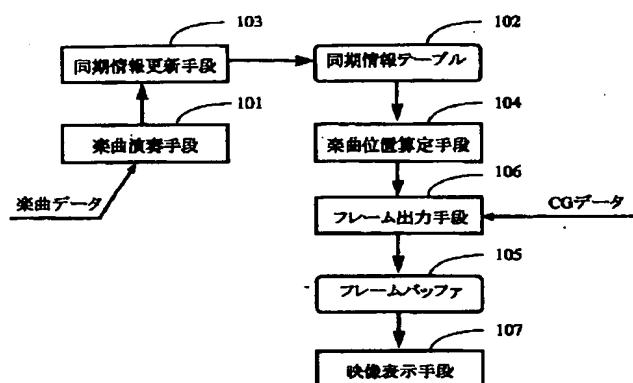 103
102
同期情報更新手段
同期情報テーブル
101
104
楽曲演奏手段
楽曲位置算定手段
106
楽曲データ
フレーム出力手段
CGデータ
105
フレームバッファ
107
映像表示手段